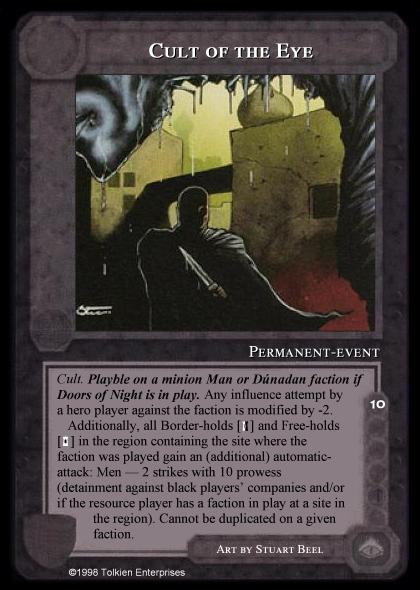 Cult of the Eye
Permanent-event
Cult. Playble on a minion Man or Dúnadan faction if
Doors of Night is in play. Any influence attempt by
a hero player against the faction is modified by -2.
10
Additionally, all Border-holds [ ] and Free-holds
[ ] in the region containing the site where the
faction was played gain an (additional) automatic-
attack: Men — 2 strikes with 10 prowess
(detainment against black players’ companies and/or
if the resource player has a faction in play at a site in
the region). Cannot be duplicated on a given
faction.
Art by Stuart Beel
©1998 Tolkien Enterprises